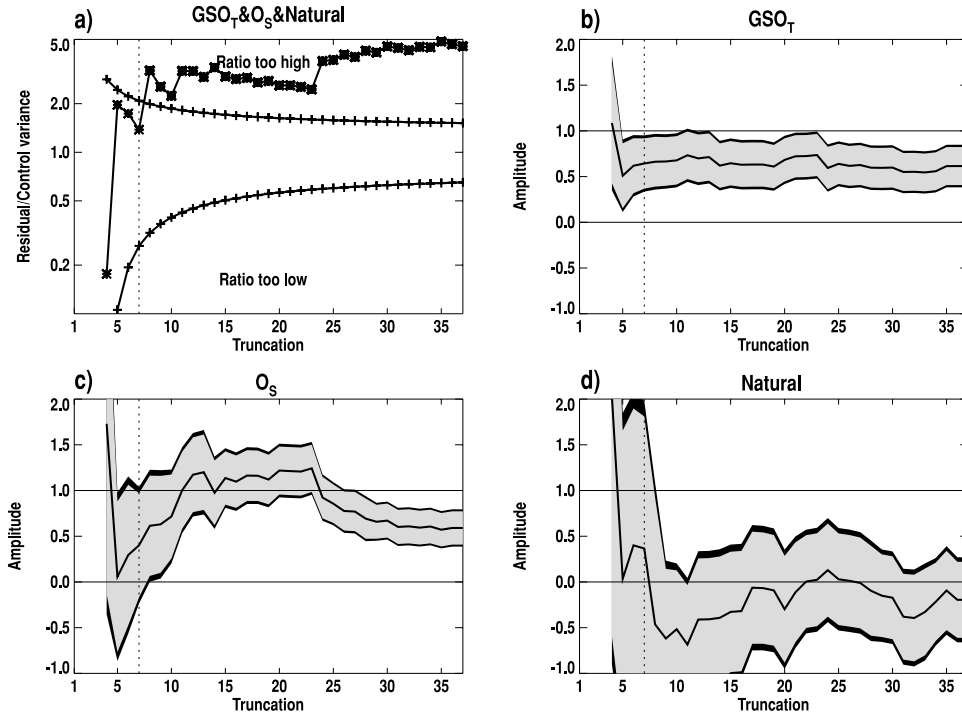 a) GSO_T&O_S&Natural
5.0
2.0
1.0
0.5
0.2
Residual/Control variance
Ratio too high
Ratio too low
1 5 10 15 20 25 30 35
Truncation
b) GSO_T
2.0
1.5
1.0
0.5
0.0
-0.5
-1.0
Amplitude
1 5 10 15 20 25 30 35
Truncation
c) O_S
2.0
1.5
1.0
0.5
0.0
-0.5
-1.0
Amplitude
1 5 10 15 20 25 30 35
Truncation
d) Natural
2.0
1.5
1.0
0.5
0.0
-0.5
-1.0
Amplitude
1 5 10 15 20 25 30 35
Truncation